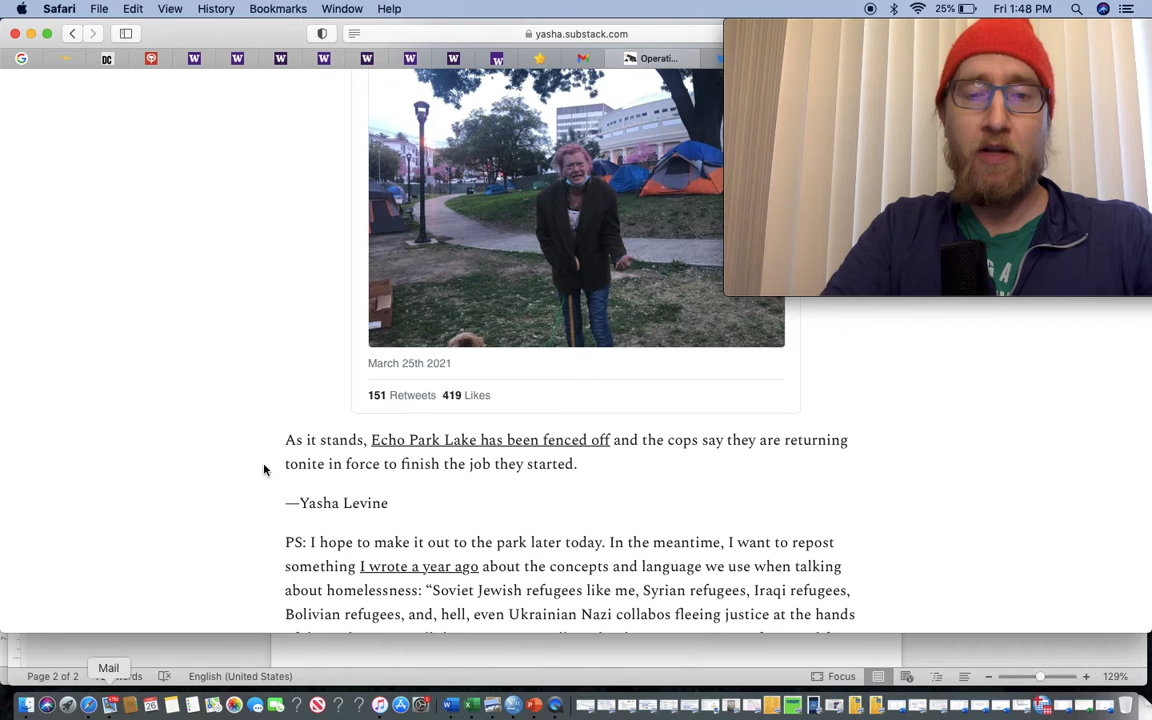 Safari File Edit View History Bookmarks Window Help
25% Fri 1:48 PM
yasha.substack.com
DC
Operati...
March 25th 2021
151 Retweets 419 Likes
As it stands, Echo Park Lake has been fenced off and the cops say they are returning
tonite in force to finish the job they started.
—Yasha Levine
PS: I hope to make it out to the park later today. In the meantime, I want to repost
something I wrote a year ago about the concepts and language we use when talking
about homelessness: “Soviet Jewish refugees like me, Syrian refugees, Iraqi refugees,
Bolivian refugees, and, hell, even Ukrainian Nazi collabos fleeing justice at the hands
Mail
Page 2 of 2 English (United States) Focus 129%